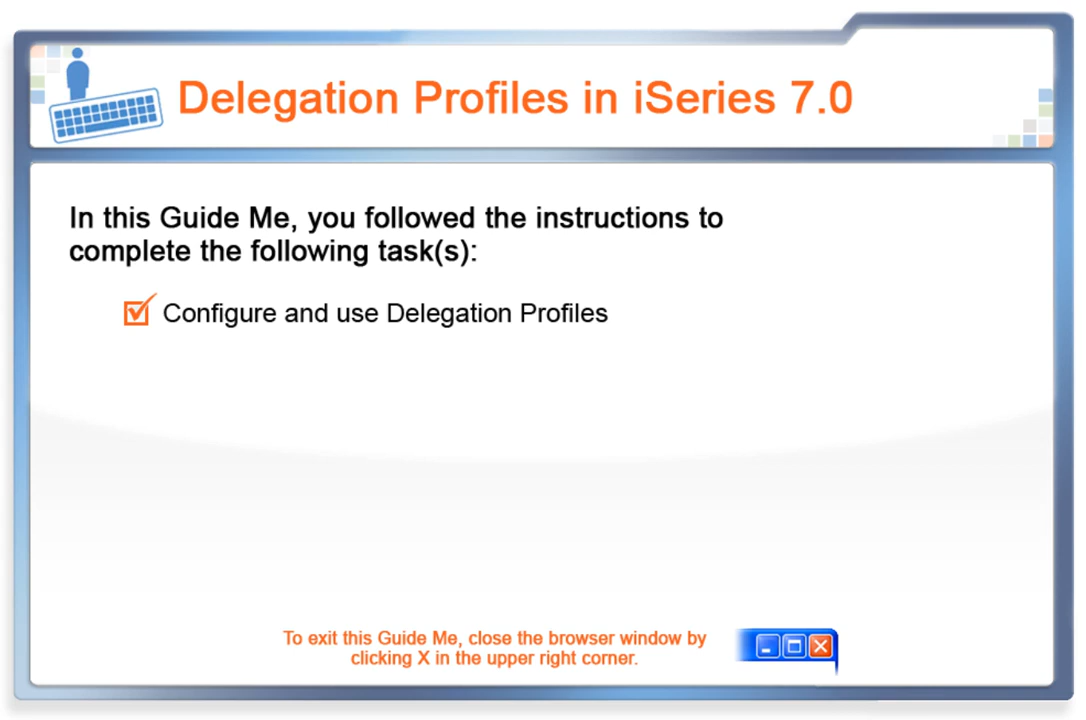 Delegation Profiles in iSeries 7.0
In this Guide Me, you followed the instructions to
complete the following task(s):
Configure and use Delegation Profiles
To exit this Guide Me, close the browser window by
clicking X in the upper right corner.